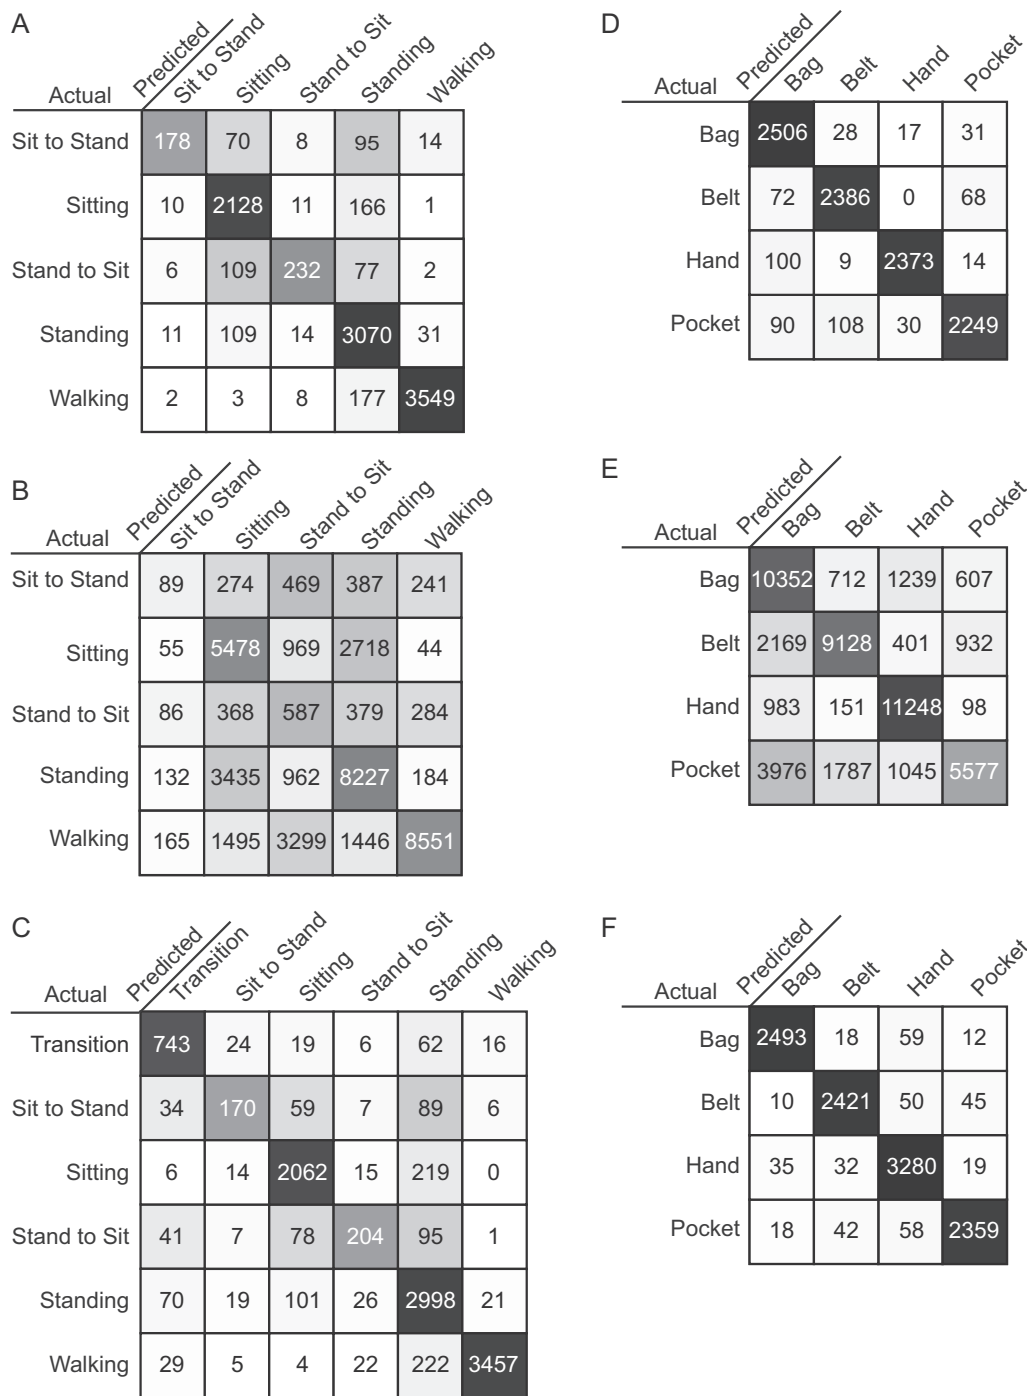 A
Actual Predicted Sit to Stand Sitting Stand to Sit Standing Walking
Sit to Stand 178 70 8 95 14
Sitting 10 2128 11 166 1
Stand to Sit 6 109 232 77 2
Standing 11 109 14 3070 31
Walking 2 3 8 177 3549
B
Actual Predicted Sit to Stand Sitting Stand to Sit Standing Walking
Sit to Stand 89 274 469 387 241
Sitting 55 5478 969 2718 44
Stand to Sit 86 368 587 379 284
Standing 132 3435 962 8227 184
Walking 165 1495 3299 1446 8551
C
Actual Predicted Transition Sit to Stand Sitting Stand to Sit Standing Walking
Transition 743 24 19 6 62 16
Sit to Stand 34 170 59 7 89 6
Sitting 6 14 2062 15 219 0
Stand to Sit 41 7 78 204 95 1
Standing 70 19 101 26 2998 21
Walking 29 5 4 22 222 3457
D
Actual Predicted Bag Belt Hand Pocket
Bag 2506 28 17 31
Belt 72 2386 0 68
Hand 100 9 2373 14
Pocket 90 108 30 2249
E
Actual Predicted Bag Belt Hand Pocket
Bag 10352 712 1239 607
Belt 2169 9128 401 932
Hand 983 151 11248 98
Pocket 3976 1787 1045 5577
F
Actual Predicted Bag Belt Hand Pocket
Bag 2493 18 59 12
Belt 10 2421 50 45
Hand 35 32 3280 19
Pocket 18 42 58 2359